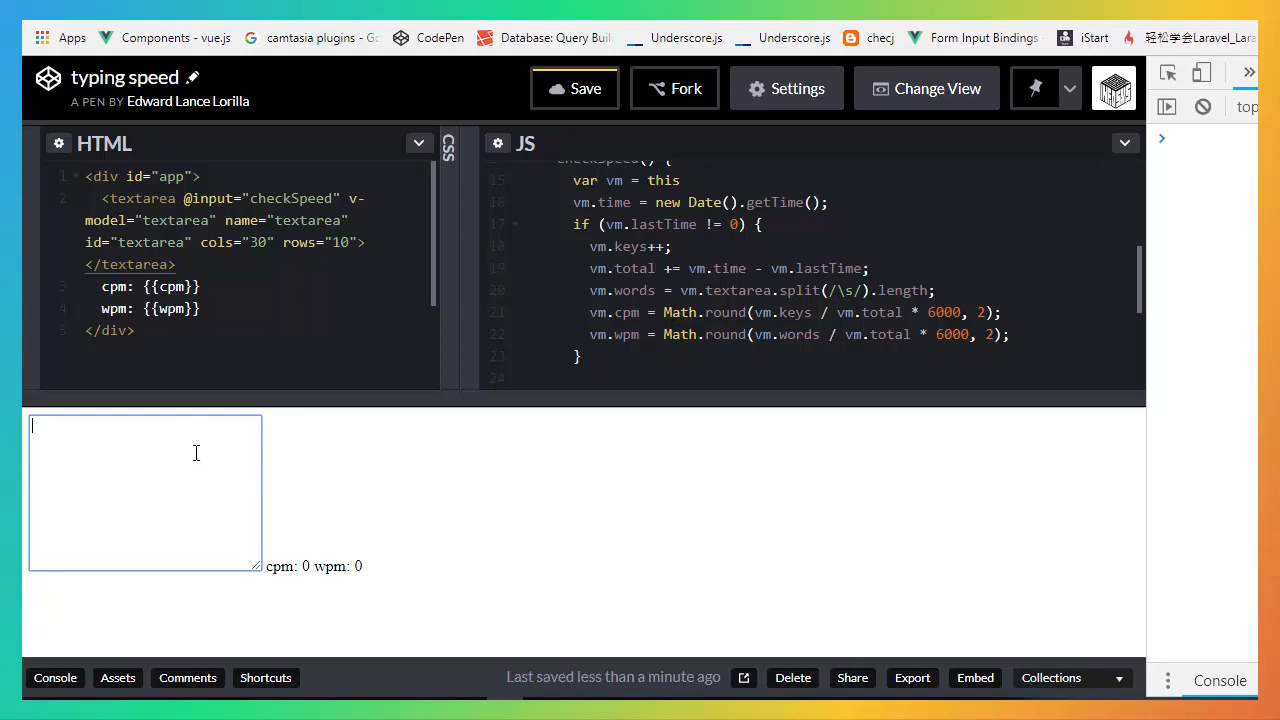 Apps Components - vue.js camtasia plugins - Go CodePen Database: Query Buil Underscore.js Underscore.js checj Form Input Bindings iStart 轻松学会Laravel_Lara
typing speed
A PEN BY Edward Lance Lorilla
Save Fork Settings Change View
top
HTML
CSS
JS
1 <div id="app">
2 <textarea @input="checkSpeed" v-
model="textarea" name="textarea"
id="textarea" cols="30" rows="10">
</textarea>
3 cpm: {{cpm}}
4 wpm: {{wpm}}
5 </div>
checkSpeed() {
15 var vm = this
16 vm.time = new Date().getTime();
17 if (vm.lastTime != 0) {
18 vm.keys++;
19 vm.total += vm.time - vm.lastTime;
20 vm.words = vm.textarea.split(/\s/).length;
21 vm.cpm = Math.round(vm.keys / vm.total * 6000, 2);
22 vm.wpm = Math.round(vm.words / vm.total * 6000, 2);
23 }
24
cpm: 0 wpm: 0
Console Assets Comments Shortcuts Last saved less than a minute ago Delete Share Export Embed Collections
Console